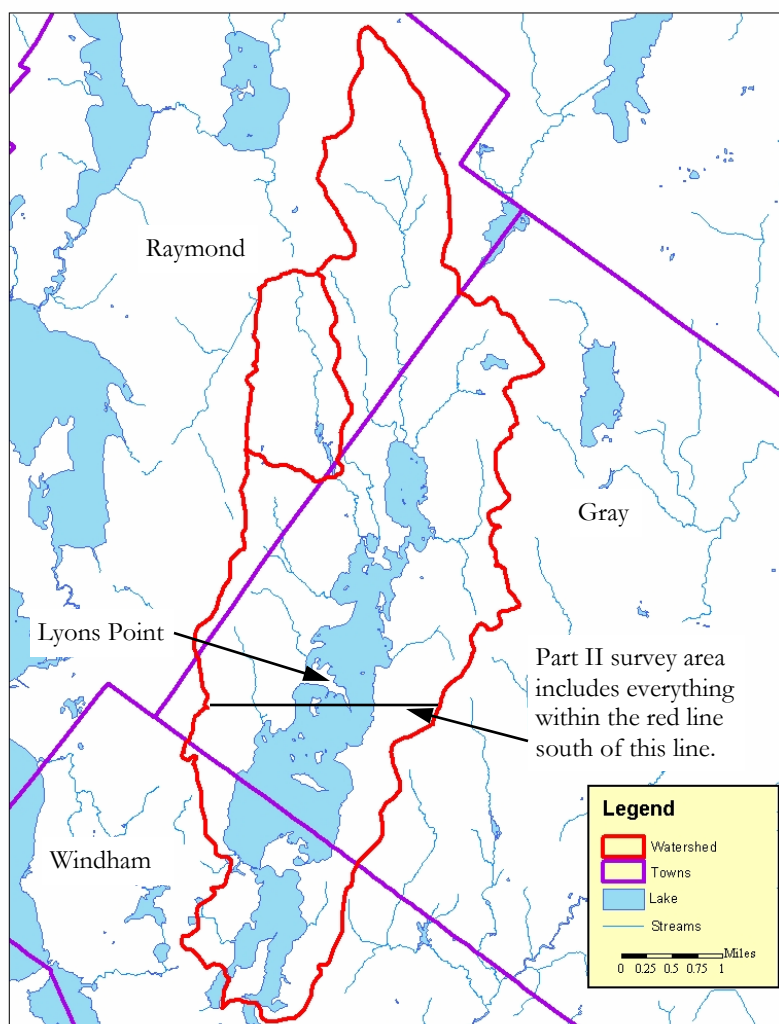 Raymond
Gray
Lyons Point
Part II survey area
includes everything
within the red line
south of this line.
Windham
Legend
Watershed
Towns
Lake
Streams
Miles
0 0.25 0.5 0.75 1